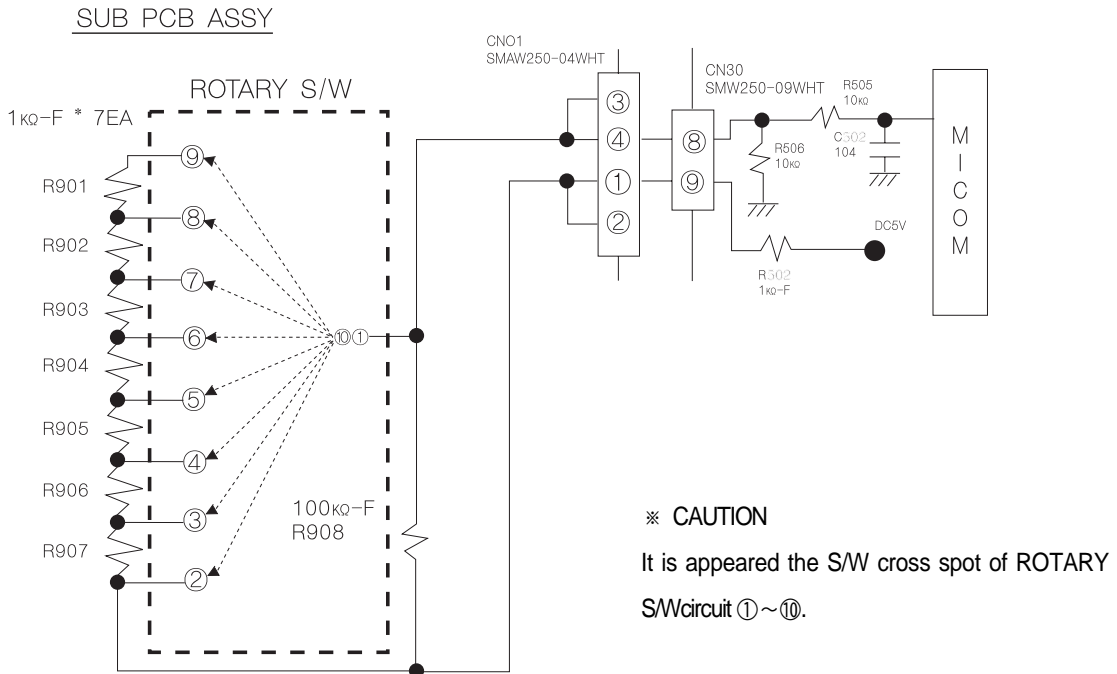 SUB PCB ASSY
ROTARY S/W
1KΩ-F * 7EA
R901
R902
R903
R904
R905
R906
R907
⑨
⑧
⑦
⑥
⑤
④
③
②
⑩①
100KΩ-F
R908
CN01
SMAW250-04WHT
③
④
①
②
CN30
SMW250-09WHT
⑧
⑨
R505
10KΩ
R506
10KΩ
C502
104
DC5V
R502
1KΩ-F
MICOM
※ CAUTION
It is appeared the S/W cross spot of ROTARY
S/Wcircuit ①~⑩.